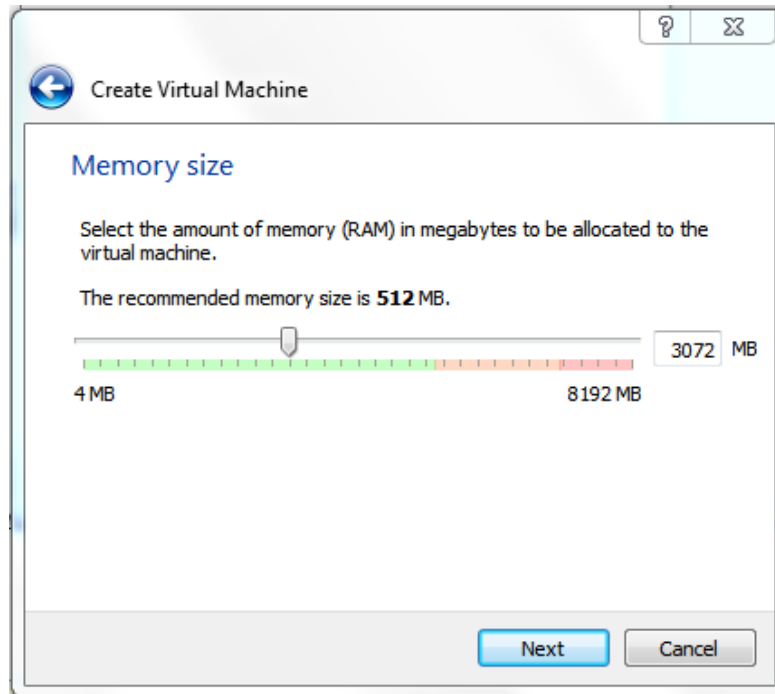 Create Virtual Machine
Memory size
Select the amount of memory (RAM) in megabytes to be allocated to the
virtual machine.
The recommended memory size is 512 MB.
3072 MB
4 MB 8192 MB
Next Cancel